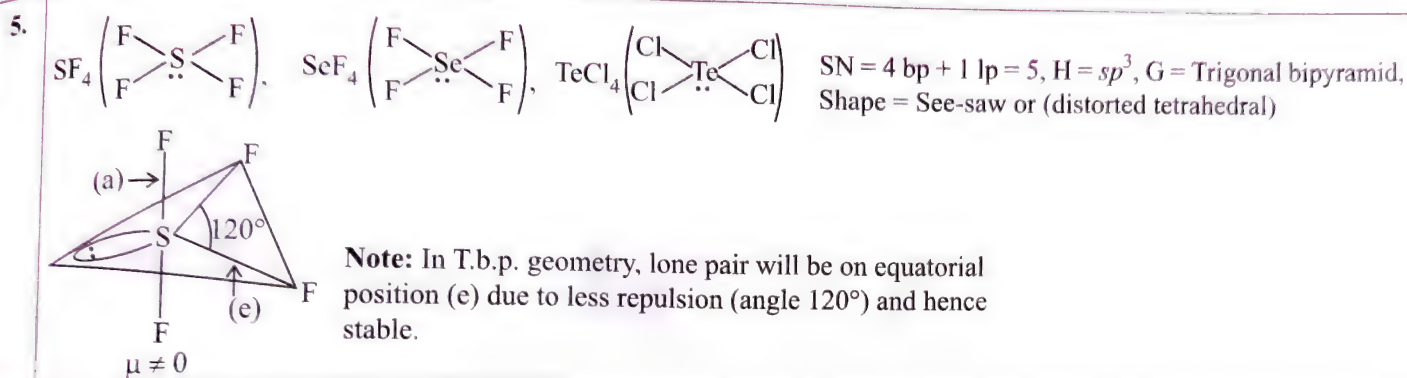 5.
SF₄ ( F F S F F ), SeF₄ ( F F Se F F ), TeCl₄ ( Cl Cl Te Cl Cl )
SN = 4 bp + 1 lp = 5, H = sp³, G = Trigonal bipyramid,
Shape = See-saw or (distorted tetrahedral)
F
F
(a)→
S
120°
(e)
F
F
μ ≠ 0
Note: In T.b.p. geometry, lone pair will be on equatorial
position (e) due to less repulsion (angle 120°) and hence
stable.